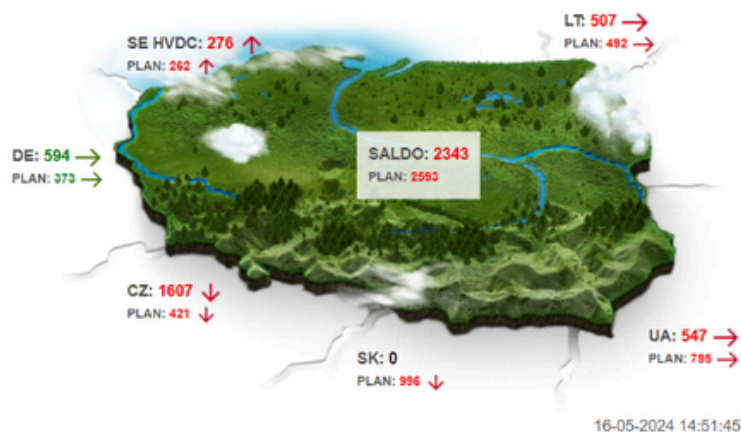 LT: 507 →
PLAN: 492 →
SE HVDC: 276 ↑
PLAN: 262 ↑
DE: 594 →
PLAN: 373 →
SALDO: 2343
PLAN: 2593
CZ: 1607 ↓
PLAN: 421 ↓
UA: 547 →
PLAN: 795 →
SK: 0
PLAN: 996 ↓
16-05-2024 14:51:45